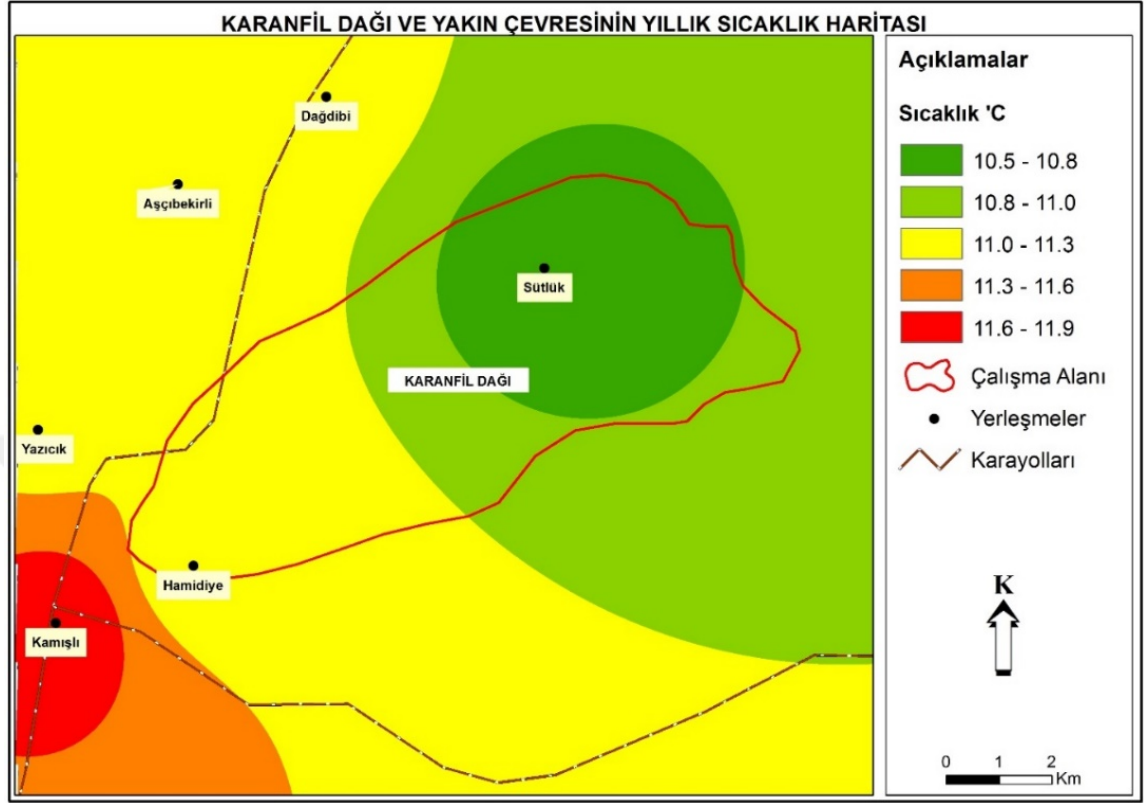 KARANFİL DAĞI VE YAKIN ÇEVRESİNİN YILLIK SICAKLIK HARİTASI
Dağdibi
Aşçıbekirli
Sütlük
KARANFİL DAĞI
Yazıcık
Hamidiye
Kamışlı
Açıklamalar
Sıcaklık 'C
10.5 - 10.8
10.8 - 11.0
11.0 - 11.3
11.3 - 11.6
11.6 - 11.9
Çalışma Alanı
Yerleşmeler
Karayolları
K
0 1 2
Km